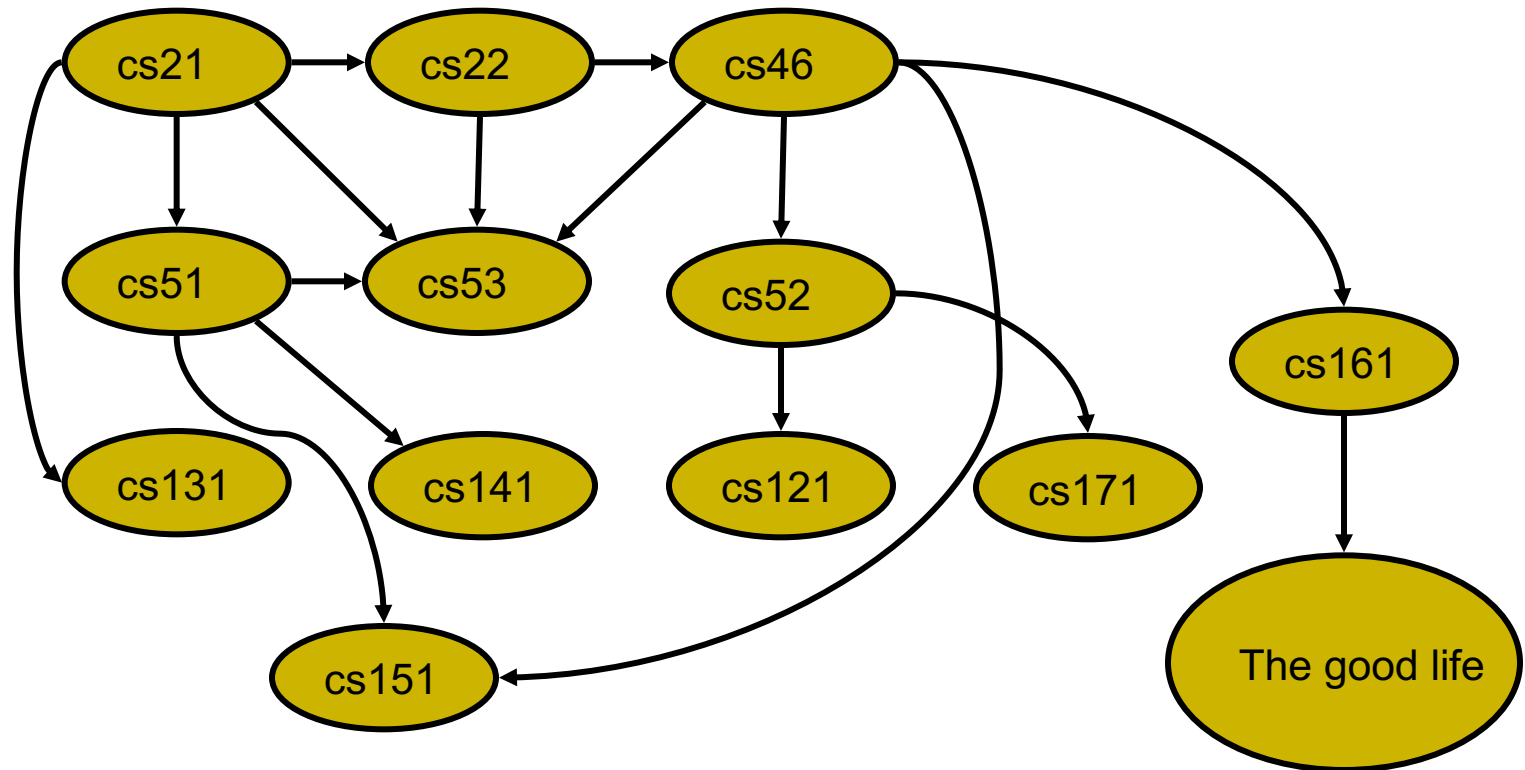 cs21
cs22
cs46
cs51
cs53
cs52
cs161
cs131
cs141
cs121
cs171
cs151
The good life